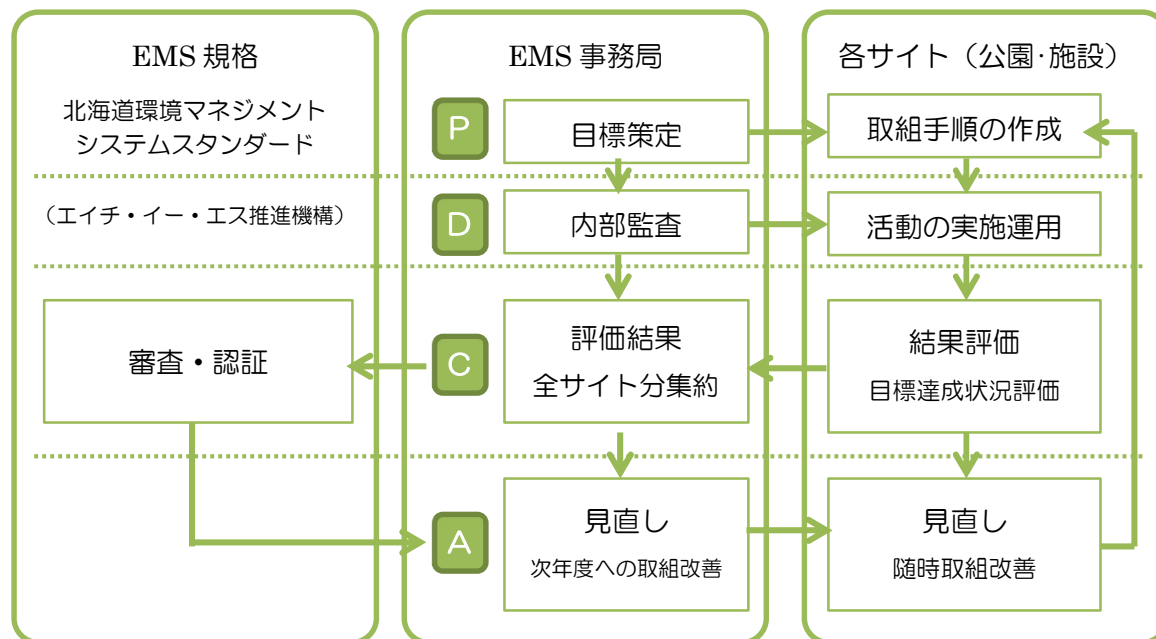 EMS 規格
北海道環境マネジメント
システムスタンダード
（エイチ・イー・エス推進機構）
審査・認証
EMS 事務局
P
目標策定
D
内部監査
C
評価結果
全サイト分集約
A
見直し
次年度への取組改善
各サイト（公園･施設）
取組手順の作成
活動の実施運用
結果評価
目標達成状況評価
見直し
随時取組改善